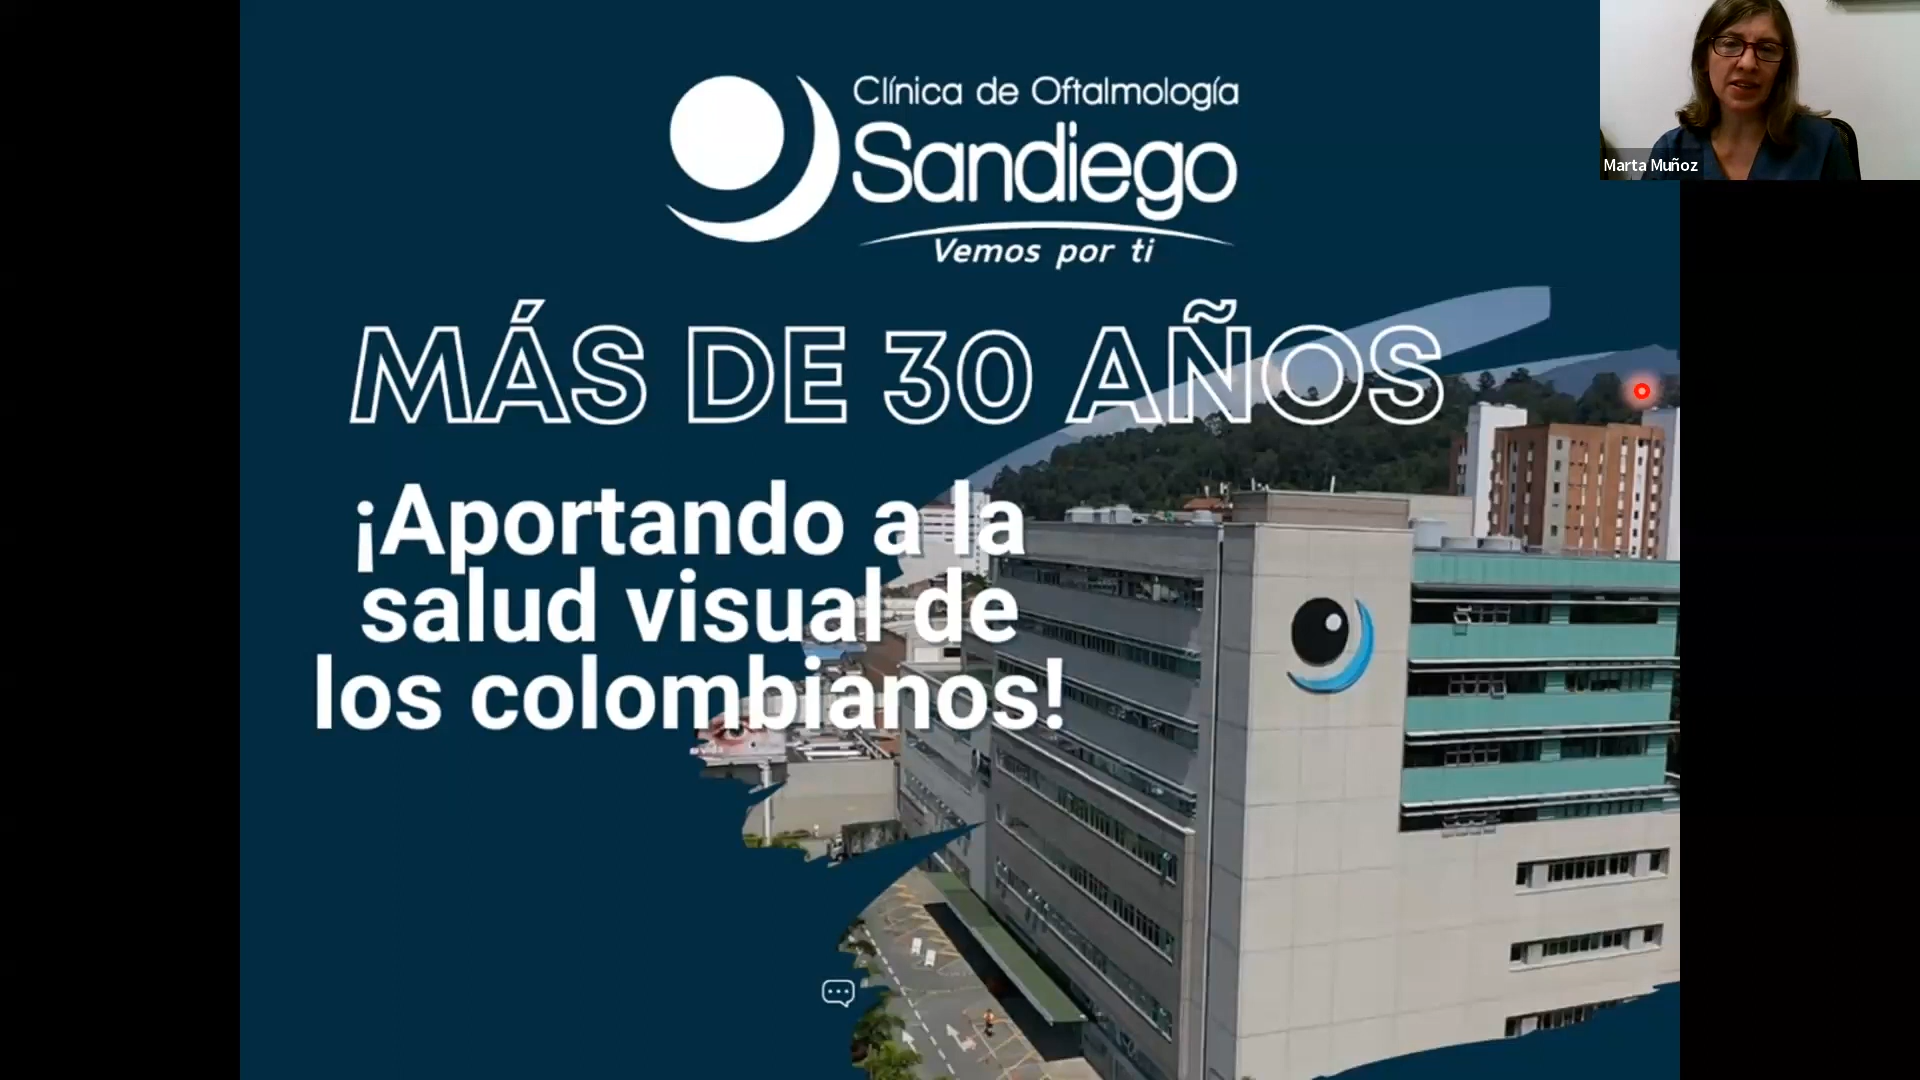 Clínica de Oftalmología
Sandiego
Vemos por ti
MÁS DE 30 AÑOS
¡Aportando a la
salud visual de
los colombianos!
Marta Muñoz